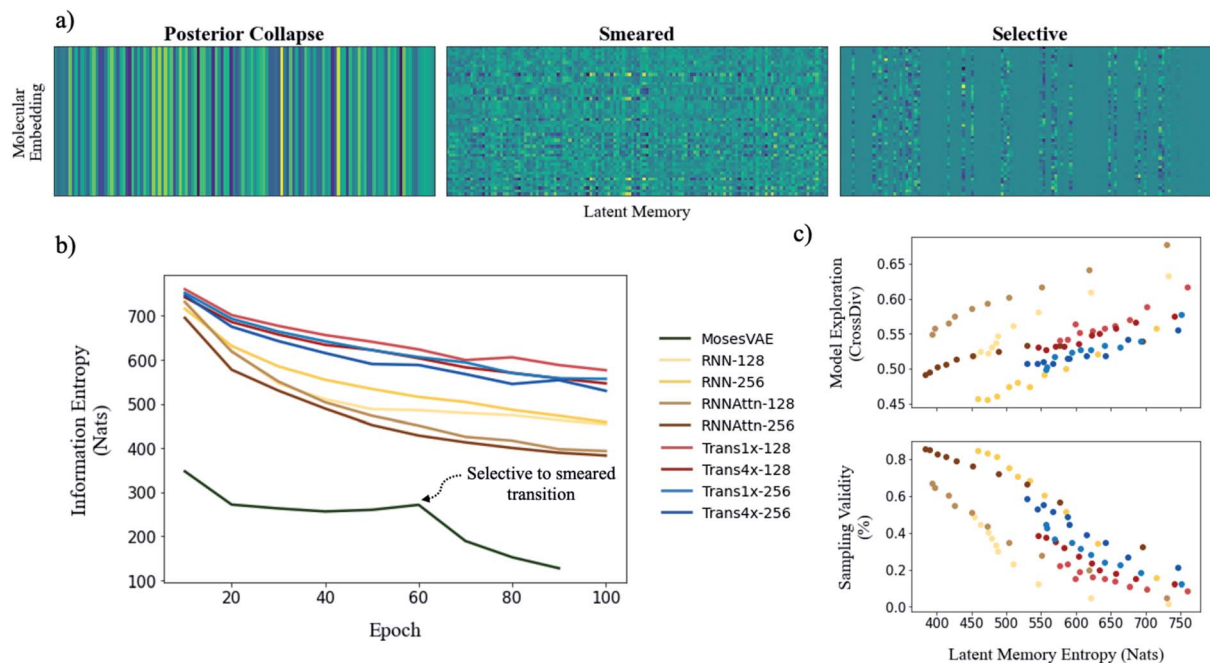 a)
Posterior Collapse
Smeared
Selective
Molecular
Embedding
Latent Memory
b)
Information Entropy
(Nats)
700
600
500
400
300
200
100
20
40
60
80
100
Epoch
Selective to smeared
transition
MosesVAE
RNN-128
RNN-256
RNNAttn-128
RNNAttn-256
Trans1x-128
Trans4x-128
Trans1x-256
Trans4x-256
c)
Model Exploration
(CrossDiv)
0.65
0.60
0.55
0.50
0.45
Sampling Validity
(%)
0.8
0.6
0.4
0.2
0.0
400
450
500
550
600
650
700
750
Latent Memory Entropy (Nats)